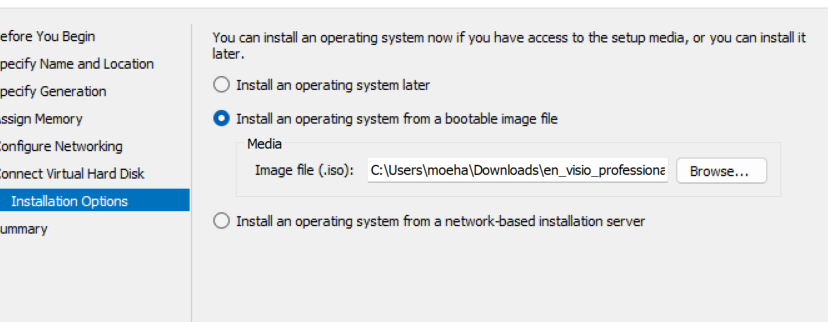 efore You Begin
pecify Name and Location
pecify Generation
ssign Memory
onfigure Networking
onnect Virtual Hard Disk
Installation Options
ummary
You can install an operating system now if you have access to the setup media, or you can install it
later.
Install an operating system later
Install an operating system from a bootable image file
Media
Image file (.iso): C:\Users\moeha\Downloads\en_visio_professiona Browse...
Install an operating system from a network-based installation server